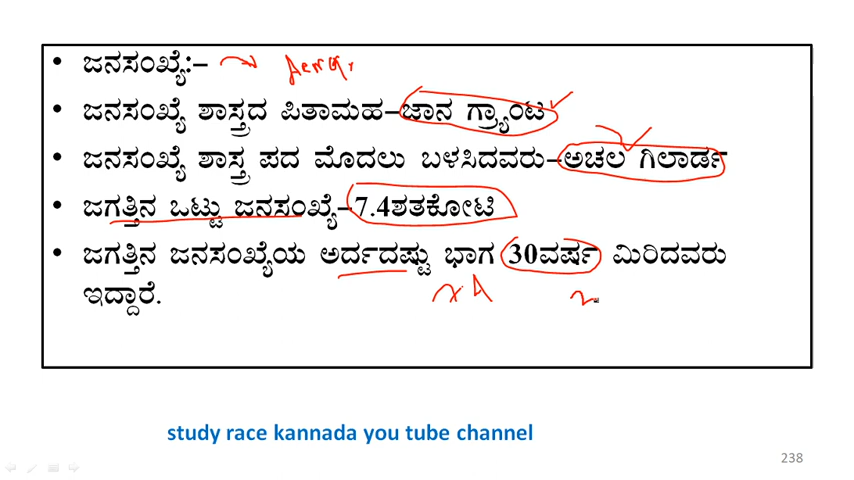 • ಜನಸಂಖ್ಯೆ:–
• ಜನಸಂಖ್ಯೆ ಶಾಸ್ತ್ರದ ಪಿತಾಮಹ–ಜಾನ ಗ್ರ್ಯಾಂಟ
• ಜನಸಂಖ್ಯೆ ಶಾಸ್ತ್ರ ಪದ ಮೊದಲು ಬಳಸಿದವರು–ಅಚಲ ಗಿಲಾರ್ಡ
• ಜಗತ್ತಿನ ಒಟ್ಟು ಜನಸಂಖ್ಯೆ–7.4ಶತಕೋಟಿ
• ಜಗತ್ತಿನ ಜನಸಂಖ್ಯೆಯ ಅರ್ದದಷ್ಟು ಭಾಗ 30ವರ್ಷ ಮಿರಿದವರು
ಇದ್ದಾರೆ.
study race kannada you tube channel
238